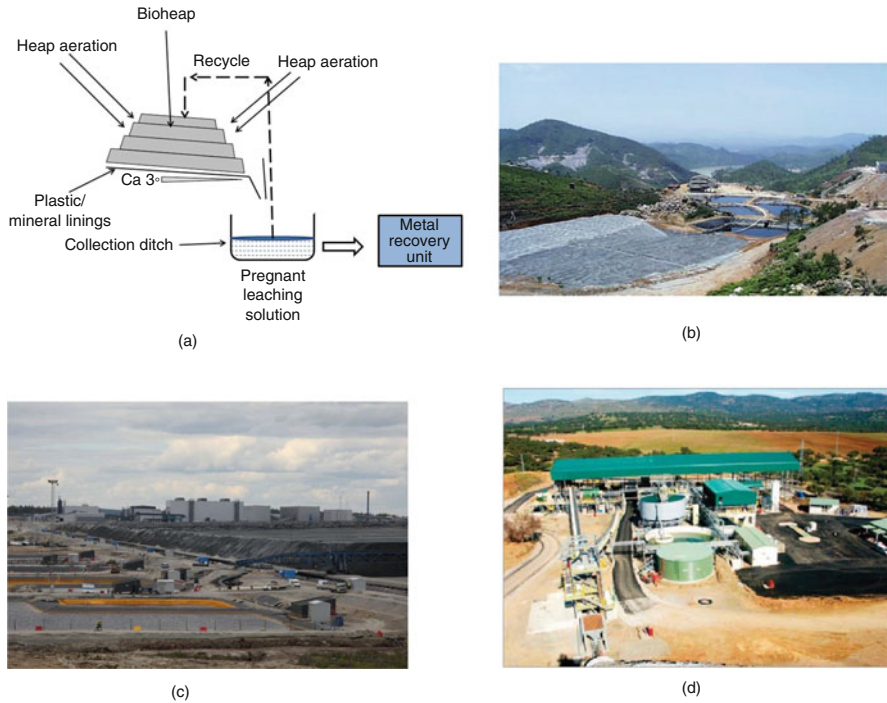 Bioheap
Heap aeration
Recycle
Heap aeration
Plastic/
mineral linings
Ca 3°
Collection ditch
Metal
recovery
unit
Pregnant
leaching
solution
(a)
(b)
(c)
(d)